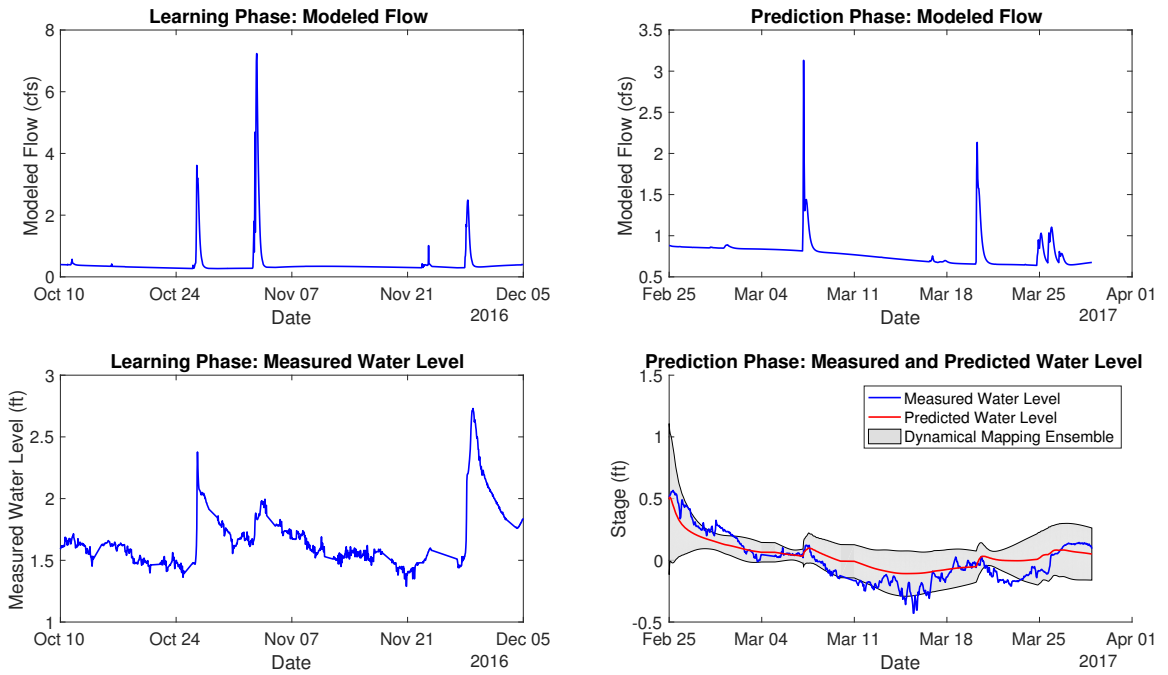 Learning Phase: Modeled Flow
Modeled Flow (cfs)
8
6
4
2
0
Oct 10 Oct 24 Nov 07 Nov 21 Dec 05
Date
2016
Prediction Phase: Modeled Flow
Modeled Flow (cfs)
3.5
3
2.5
2
1.5
1
0.5
Feb 25 Mar 04 Mar 11 Mar 18 Mar 25 Apr 01
Date
2017
Learning Phase: Measured Water Level
Measured Water Level (ft)
3
2.5
2
1.5
1
Oct 10 Oct 24 Nov 07 Nov 21 Dec 05
Date
2016
Prediction Phase: Measured and Predicted Water Level
Stage (ft)
1.5
1
0.5
0
-0.5
Measured Water Level
Predicted Water Level
Dynamical Mapping Ensemble
Feb 25 Mar 04 Mar 11 Mar 18 Mar 25 Apr 01
Date
2017